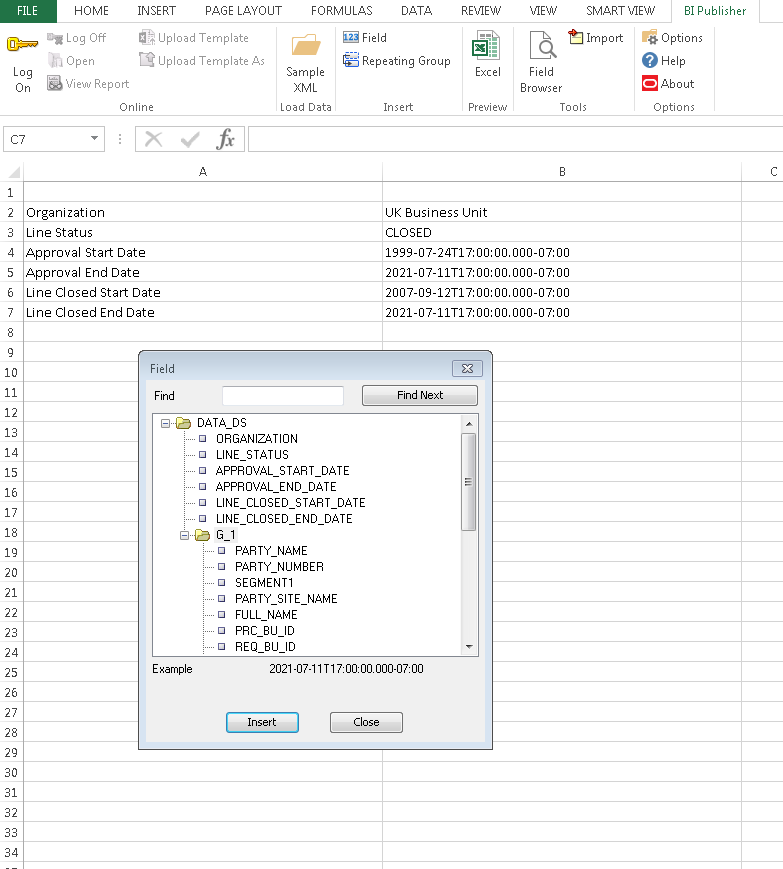 FILE HOME INSERT PAGE LAYOUT FORMULAS DATA REVIEW VIEW SMART VIEW BI Publisher
Log On
Log Off
Open
View Report
Upload Template
Upload Template As
Online
Sample XML
Load Data
123 Field
Repeating Group
Insert
Excel
Preview
Field Browser
Import
Tools
Options
Help
About
Options
C7
fx
A B C
1
2 Organization UK Business Unit
3 Line Status CLOSED
4 Approval Start Date 1999-07-24T17:00:00.000-07:00
5 Approval End Date 2021-07-11T17:00:00.000-07:00
6 Line Closed Start Date 2007-09-12T17:00:00.000-07:00
7 Line Closed End Date 2021-07-11T17:00:00.000-07:00
8
9
10
11
12
13
14
15
16
17
18
19
20
21
22
23
24
25
26
27
28
29
30
31
32
33
34
Field
Find Find Next
DATA_DS
ORGANIZATION
LINE_STATUS
APPROVAL_START_DATE
APPROVAL_END_DATE
LINE_CLOSED_START_DATE
LINE_CLOSED_END_DATE
G_1
PARTY_NAME
PARTY_NUMBER
SEGMENT1
PARTY_SITE_NAME
FULL_NAME
PRC_BU_ID
REQ_BU_ID
Example 2021-07-11T17:00:00.000-07:00
Insert Close